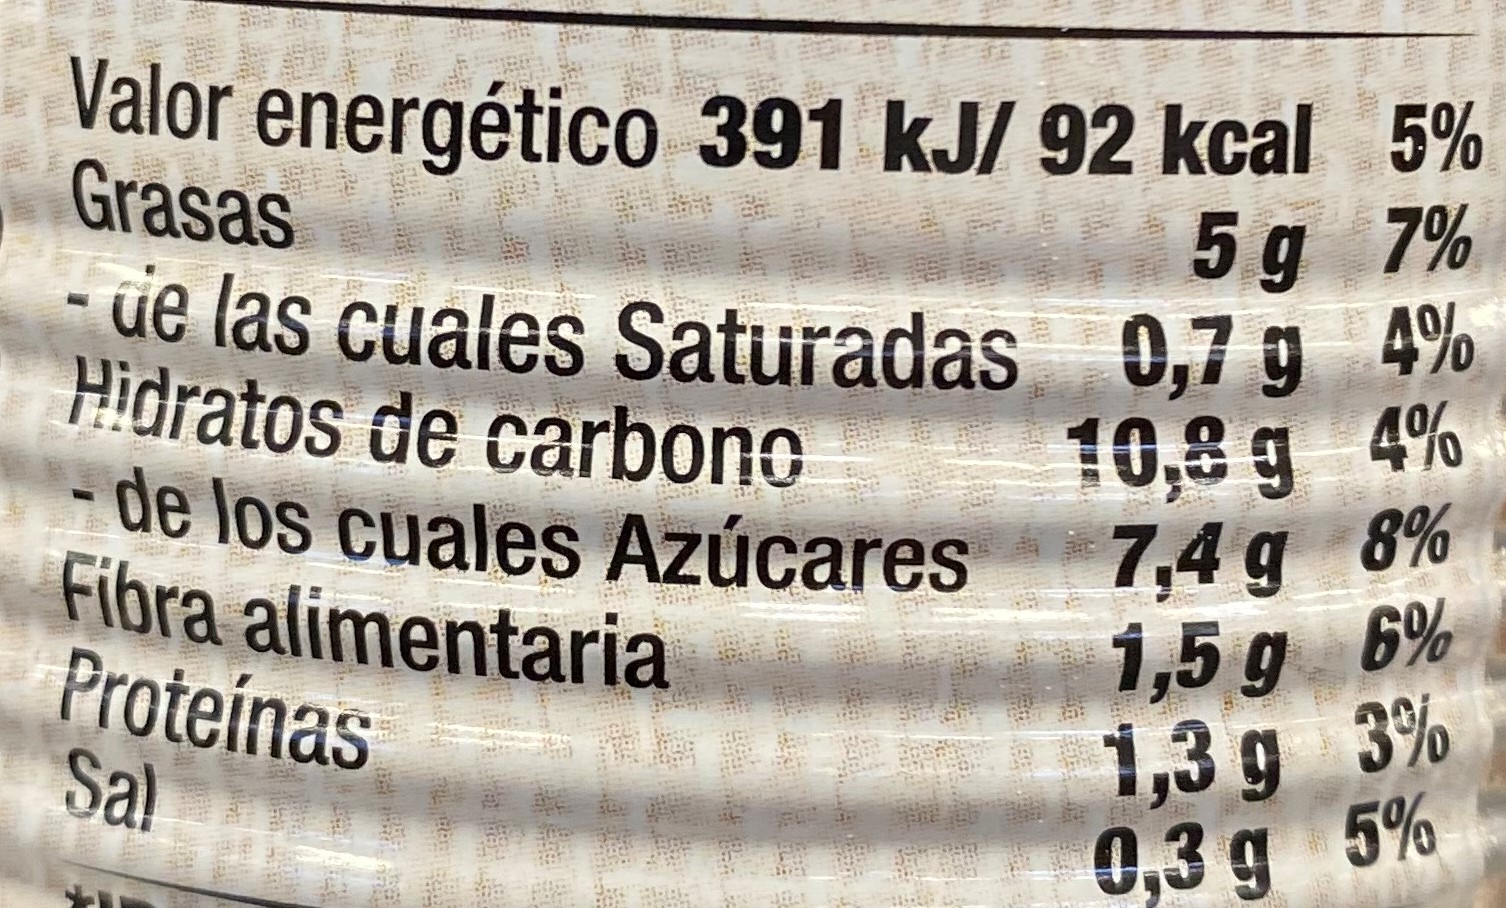 Valor energético 391 kJ/ 92 kcal 5%
Grasas 5 g 7%
- de las cuales Saturadas 0,7 g 4%
Hidratos de carbono 10,8 g 4%
- de los cuales Azúcares 7,4 g 8%
Fibra alimentaria 1,5 g 6%
Proteínas 1,3 g 3%
Sal 0,3 g 5%